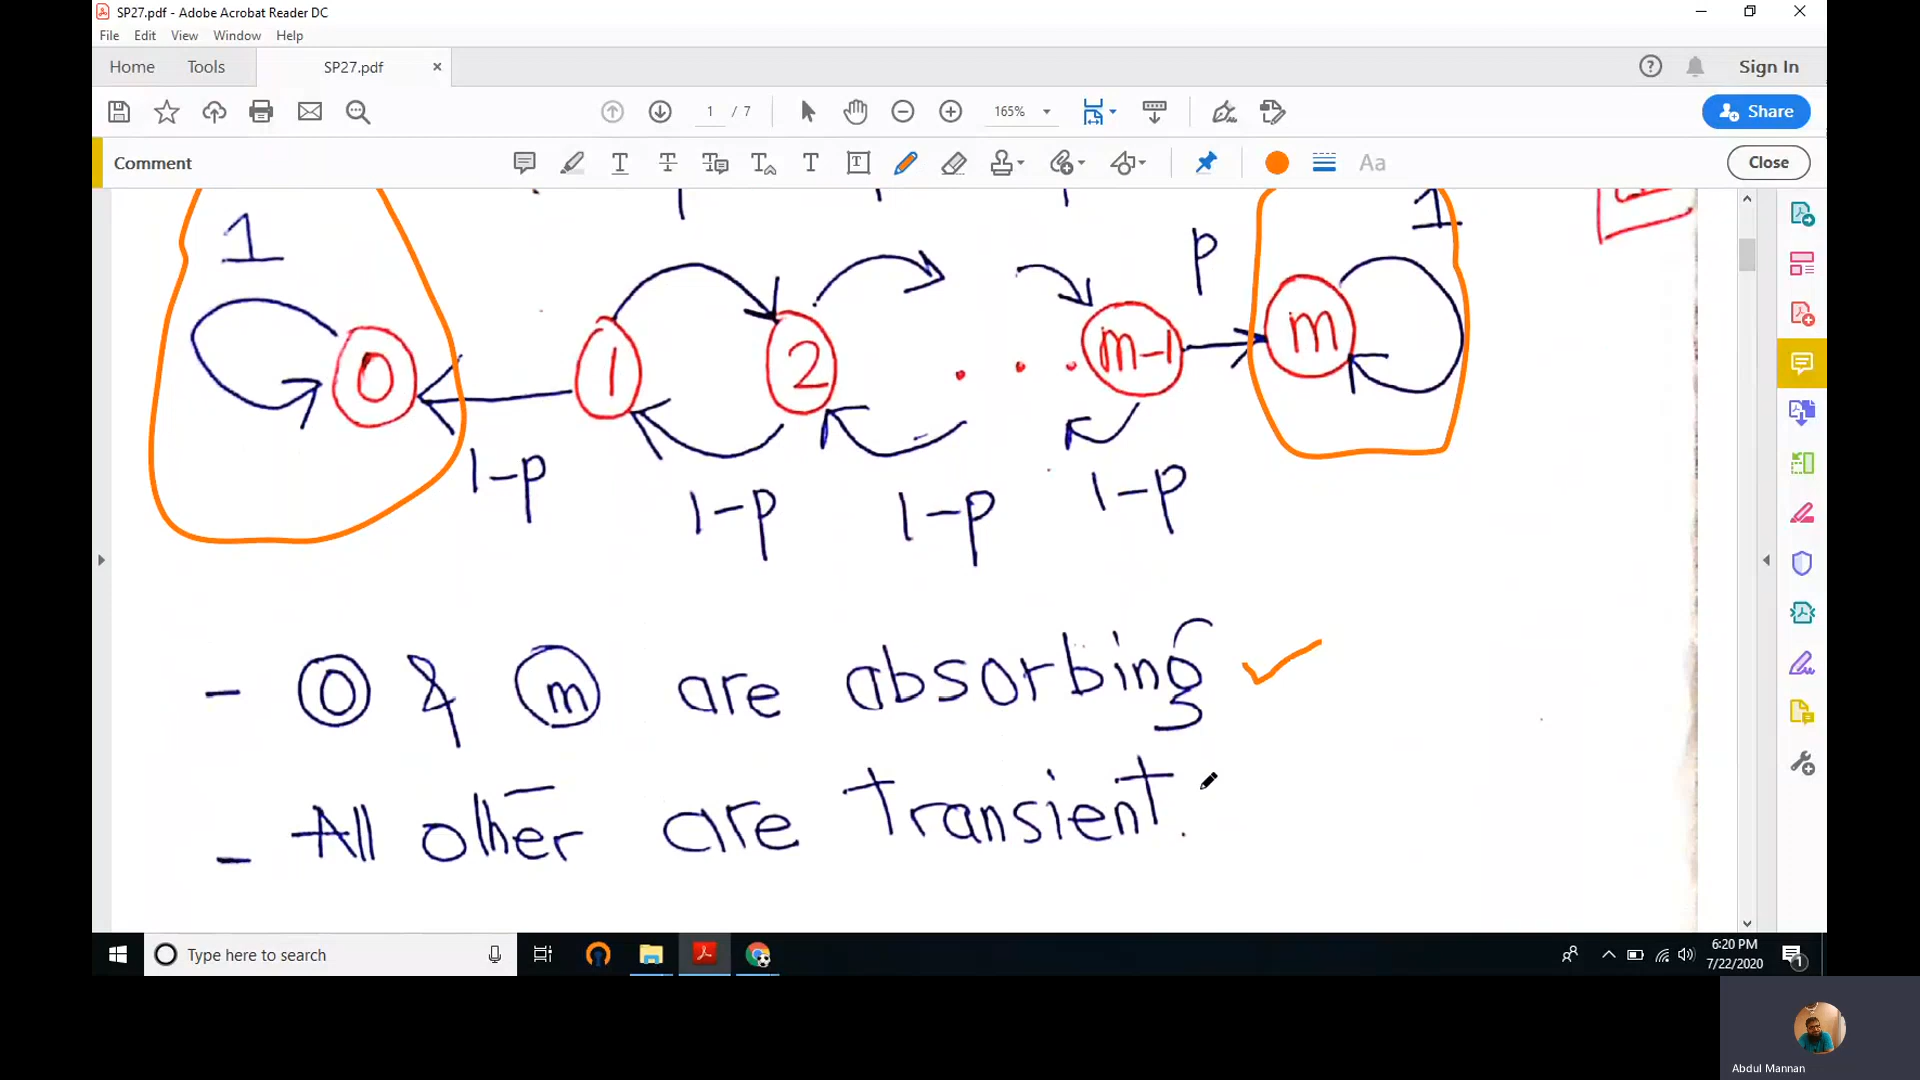 SP27.pdf - Adobe Acrobat Reader DC
File Edit View Window Help
Home Tools SP27.pdf × Sign In
1 / 7 165% Share
Comment Aa Close
1 p 1
0 1 2 m-1 m
1-p 1-p 1-p 1-p
- 0 & m are absorbing
- All other are Transient.
Type here to search
6:20 PM
7/22/2020
1
Abdul Mannan